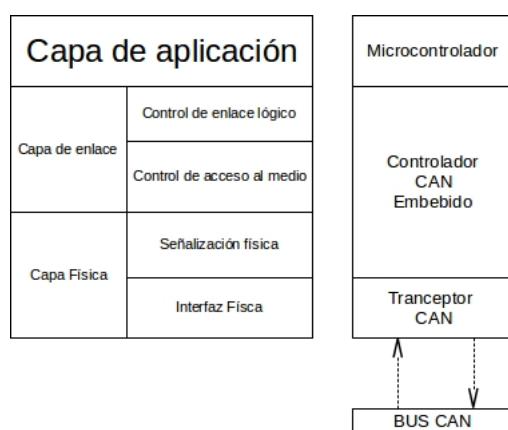 Capa de aplicación
Capa de enlace
Control de enlace lógico
Control de acceso al medio
Capa Física
Señalización física
Interfaz Físca
Microcontrolador
Controlador
CAN
Embebido
Tranceptor
CAN
BUS CAN